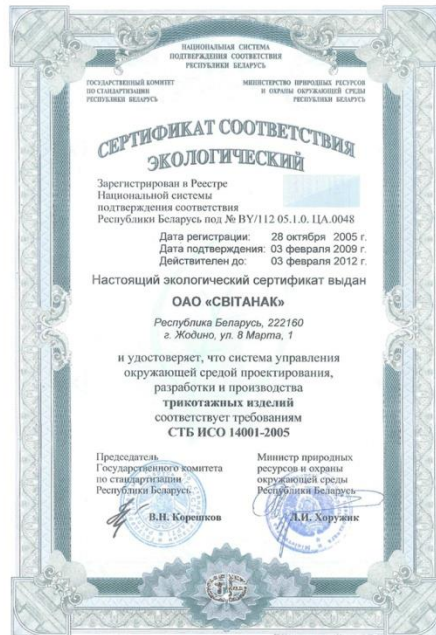 НАЦИОНАЛЬНАЯ СИСТЕМА
ПОДТВЕРЖДЕНИЯ СООТВЕТСТВИЯ
РЕСПУБЛИКИ БЕЛАРУСЬ
ГОСУДАРСТВЕННЫЙ КОМИТЕТ
ПО СТАНДАРТИЗАЦИИ
РЕСПУБЛИКИ БЕЛАРУСЬ
МИНИСТЕРСТВО ПРИРОДНЫХ РЕСУРСОВ
И ОХРАНЫ ОКРУЖАЮЩЕЙ СРЕДЫ
РЕСПУБЛИКИ БЕЛАРУСЬ
СЕРТИФИКАТ СООТВЕТСТВИЯ
ЭКОЛОГИЧЕСКИЙ
Зарегистрирован в Реестре
Национальной системы
подтверждения соответствия
Республики Беларусь под № BY/112 05.1.0. ЦА.0048
Дата регистрации: 28 октября 2005 г.
Дата подтверждения: 03 февраля 2009 г.
Действителен до: 03 февраля 2012 г.
Настоящий экологический сертификат выдан
ОАО «СВІТАНАК»
Республика Беларусь, 222160
г. Жодино, ул. 8 Марта, 1
и удостоверяет, что система управления
окружающей средой проектирования,
разработки и производства
трикотажных изделий
соответствует требованиям
СТБ ИСО 14001-2005
Председатель
Государственного комитета
по стандартизации
Республики Беларусь
В.Н. Корешков
Министр природных
ресурсов и охраны
окружающей среды
Республики Беларусь
Л.И. Хоружик